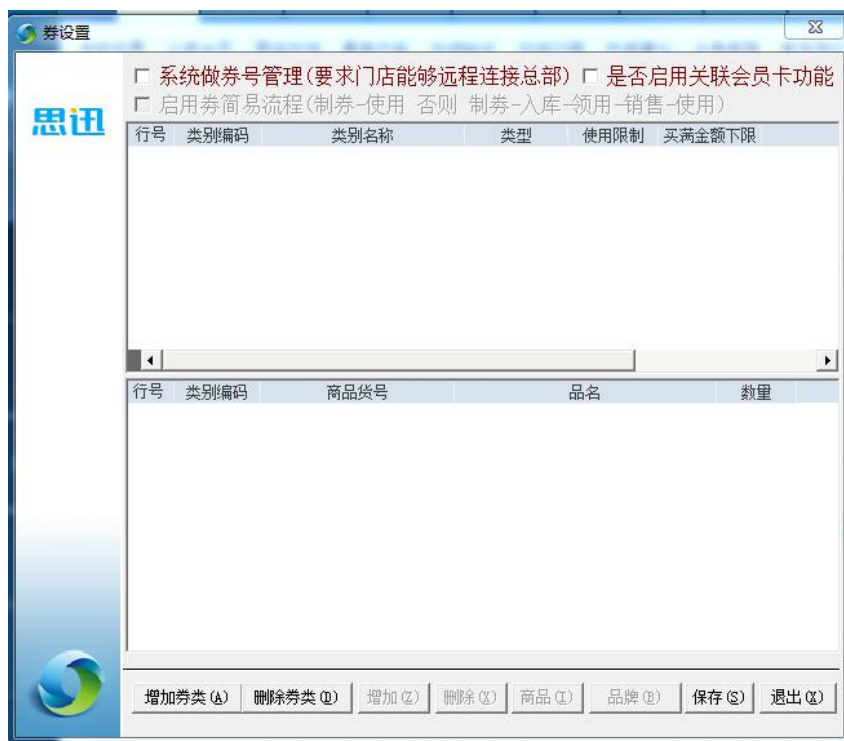 券设置
系统做券号管理(要求门店能够远程连接总部) 是否启用关联会员卡功能
启用券简易流程(制券-使用 否则 制券-入库-领用-销售-使用)
思迅
行号 类别编码 类别名称 类型 使用限制 买满金额下限
行号 类别编码 商品货号 品名 数量
增加券类(A) 删除券类(D) 增加(Z) 删除(X) 商品(I) 品牌(B) 保存(S) 退出(X)